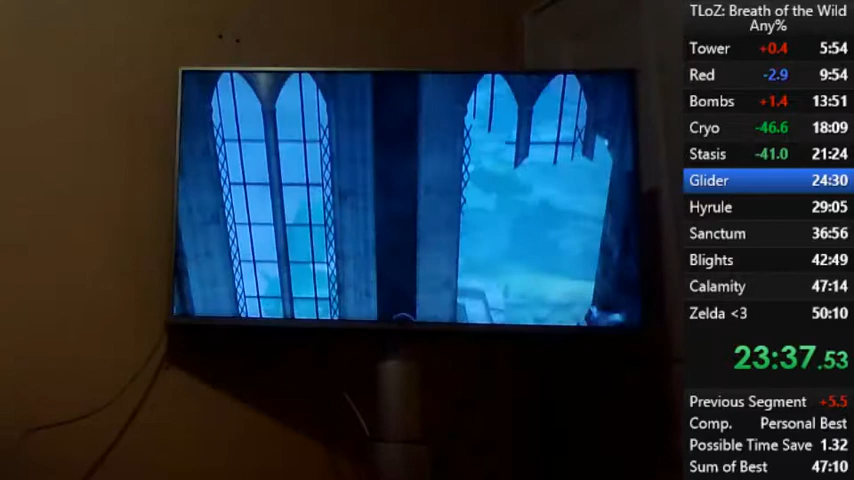 TLoZ: Breath of the Wild
Any%
Tower +0.4 5:54
Red -2.9 9:54
Bombs +1.4 13:51
Cryo -46.6 18:09
Stasis -41.0 21:24
Glider 24:30
Hyrule 29:05
Sanctum 36:56
Blights 42:49
Calamity 47:14
Zelda <3 50:10
23:37.53
Previous Segment +5.5
Comp. Personal Best
Possible Time Save 1.32
Sum of Best 47:10